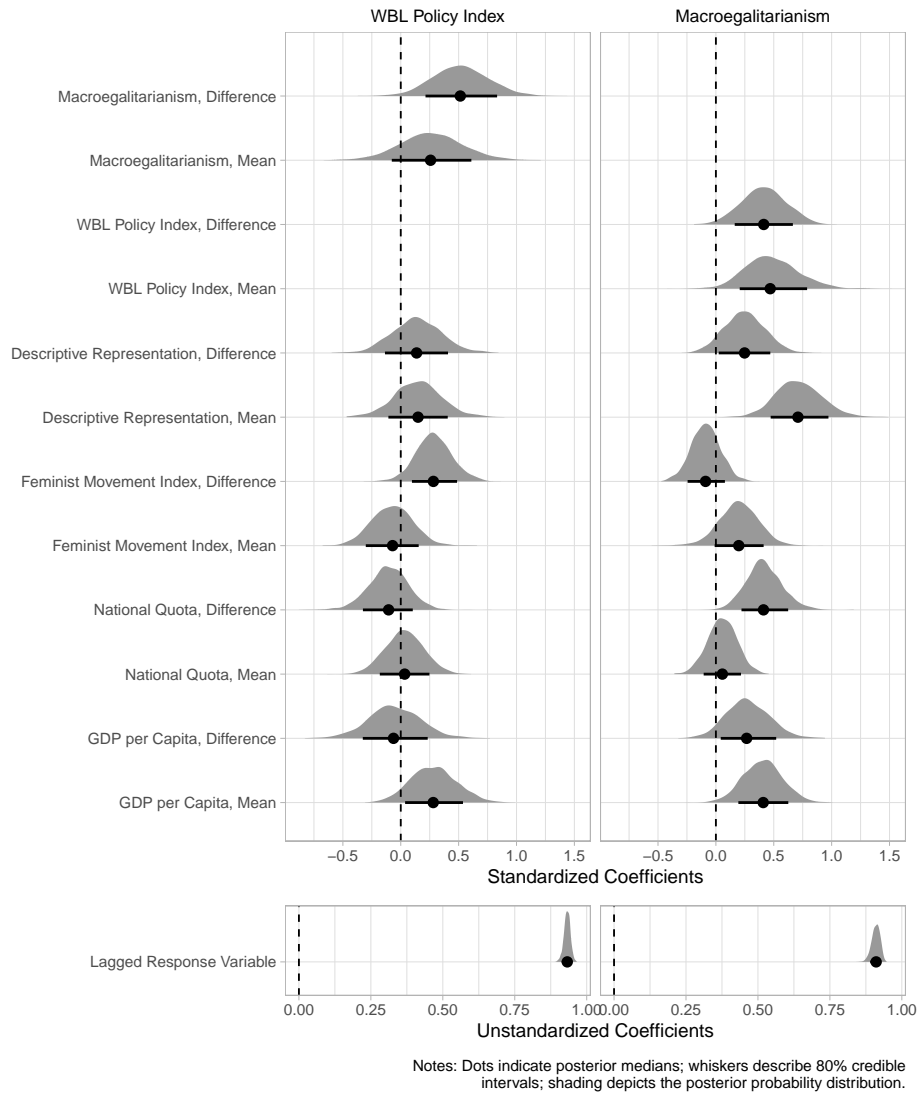 WBL Policy Index
Macroegalitarianism
Macroegalitarianism, Difference
Macroegalitarianism, Mean
WBL Policy Index, Difference
WBL Policy Index, Mean
Descriptive Representation, Difference
Descriptive Representation, Mean
Feminist Movement Index, Difference
Feminist Movement Index, Mean
National Quota, Difference
National Quota, Mean
GDP per Capita, Difference
GDP per Capita, Mean
−0.5 0.0 0.5 1.0 1.5 −0.5 0.0 0.5 1.0 1.5
Standardized Coefficients
Lagged Response Variable
0.00 0.25 0.50 0.75 1.00 0.00 0.25 0.50 0.75 1.00
Unstandardized Coefficients
Notes: Dots indicate posterior medians; whiskers describe 80% credible
intervals; shading depicts the posterior probability distribution.